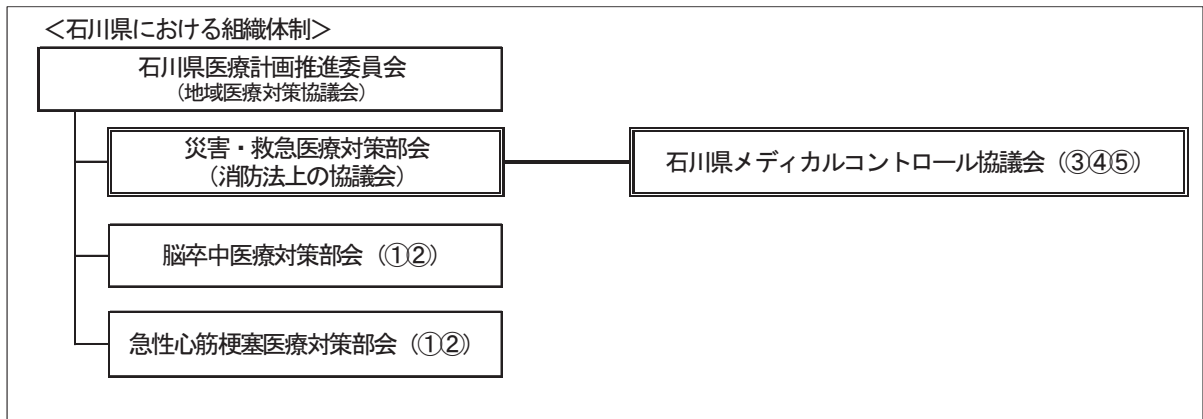 <石川県における組織体制>
石川県医療計画推進委員会
(地域医療対策協議会)
災害・救急医療対策部会
(消防法上の協議会)
石川県メディカルコントロール協議会(③④⑤)
脳卒中医療対策部会(①②)
急性心筋梗塞医療対策部会(①②)